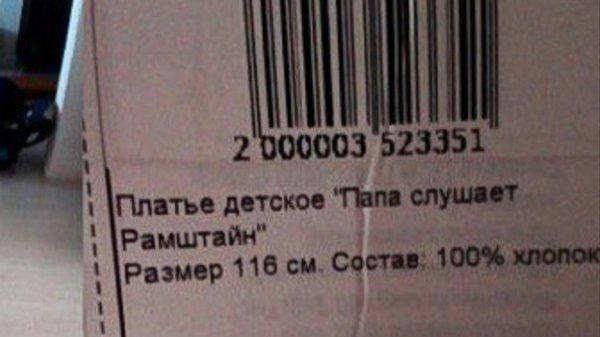 2 000003 523351
Платье детское "Папа слушает
Рамштайн"
Размер 116 см. Состав: 100% хлопок